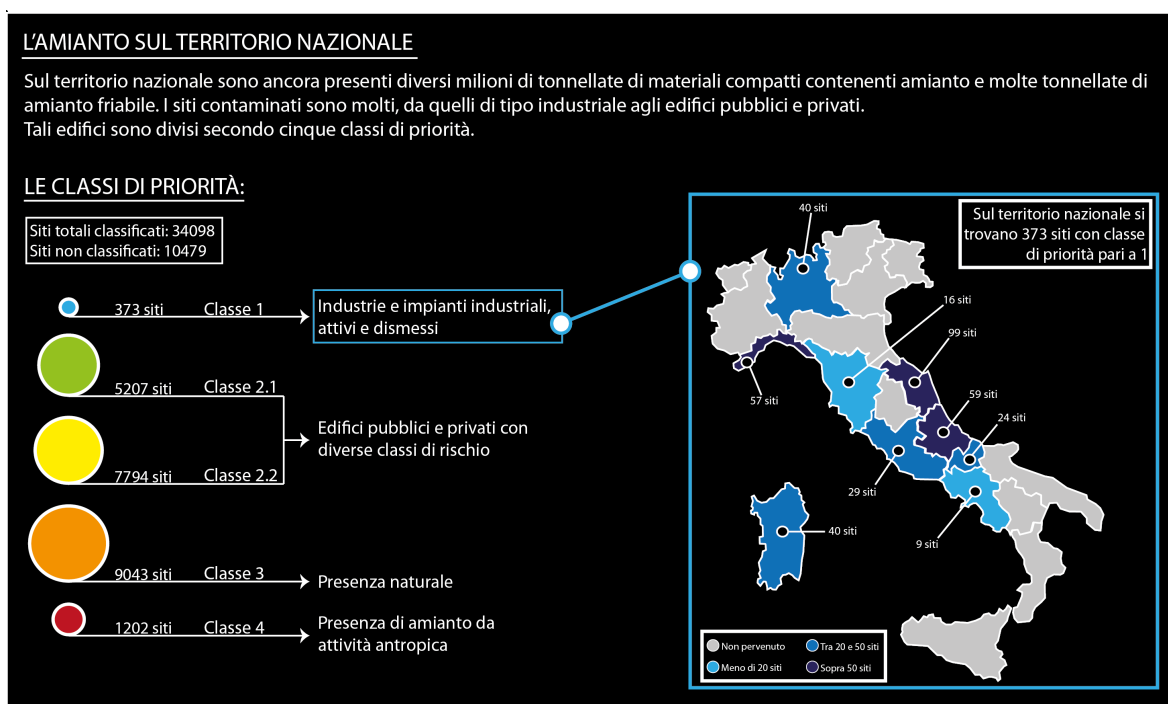 L'AMIANTO SUL TERRITORIO NAZIONALE
Sul territorio nazionale sono ancora presenti diversi milioni di tonnellate di materiali compatti contenenti amianto e molte tonnellate di
amianto friabile. I siti contaminati sono molti, da quelli di tipo industriale agli edifici pubblici e privati.
Tali edifici sono divisi secondo cinque classi di priorità.
LE CLASSI DI PRIORITÀ:
Siti totali classificati: 34098
Siti non classificati: 10479
373 siti Classe 1
Industrie e impianti industriali,
attivi e dismessi
5207 siti Classe 2.1
7794 siti Classe 2.2
Edifici pubblici e privati con
diverse classi di rischio
9043 siti Classe 3
Presenza naturale
1202 siti Classe 4
Presenza di amianto da
attività antropica
Sul territorio nazionale si
trovano 373 siti con classe
di priorità pari a 1
40 siti
16 siti
99 siti
57 siti
59 siti
24 siti
29 siti
40 siti
9 siti
Non pervenuto
Tra 20 e 50 siti
Meno di 20 siti
Sopra 50 siti